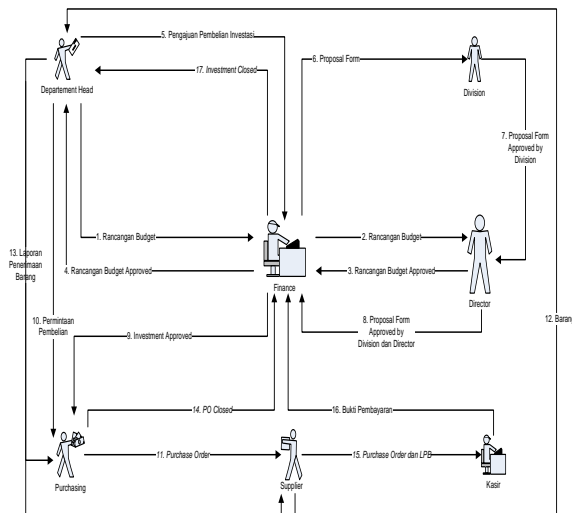 5. Pengajuan Pembelian Investasi
17. Investment Closed
6. Proposal Form
Departement Head
Division
7. Proposal Form
Approved by
Division
1. Rancangan Budget
2. Rancangan Budget
13. Laporan
Penerimaan
Barang
4. Rancangan Budget Approved
3. Rancangan Budget Approved
Finance
Director
10. Permintaan
Pembelian
9. Investment Approved
8. Proposal Form
Approved by
Division dan Director
12. Barang
14. PO Closed
16. Bukti Pembayaran
11. Purchase Order
15. Purchase Order dan LPB
Purchasing
Supplier
Kasir